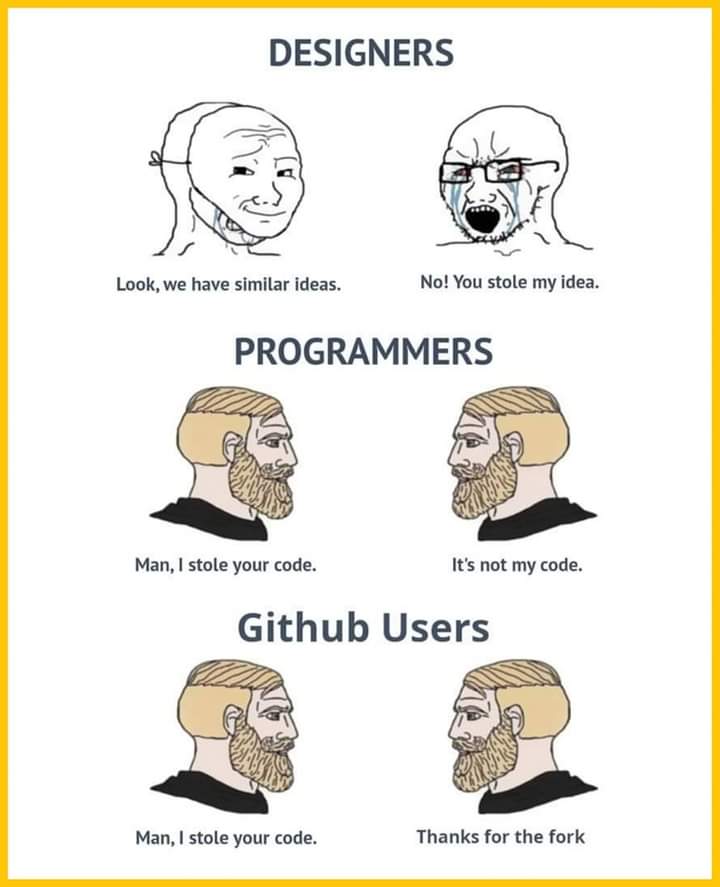 DESIGNERS
Look, we have similar ideas.
No! You stole my idea.
PROGRAMMERS
Man, I stole your code.
It's not my code.
Github Users
Man, I stole your code.
Thanks for the fork